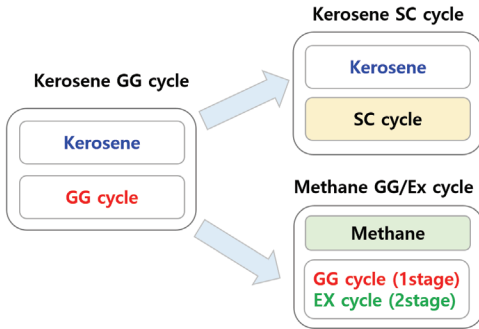 Kerosene GG cycle
Kerosene
GG cycle
Kerosene SC cycle
Kerosene
SC cycle
Methane GG/Ex cycle
Methane
GG cycle (1stage)
EX cycle (2stage)